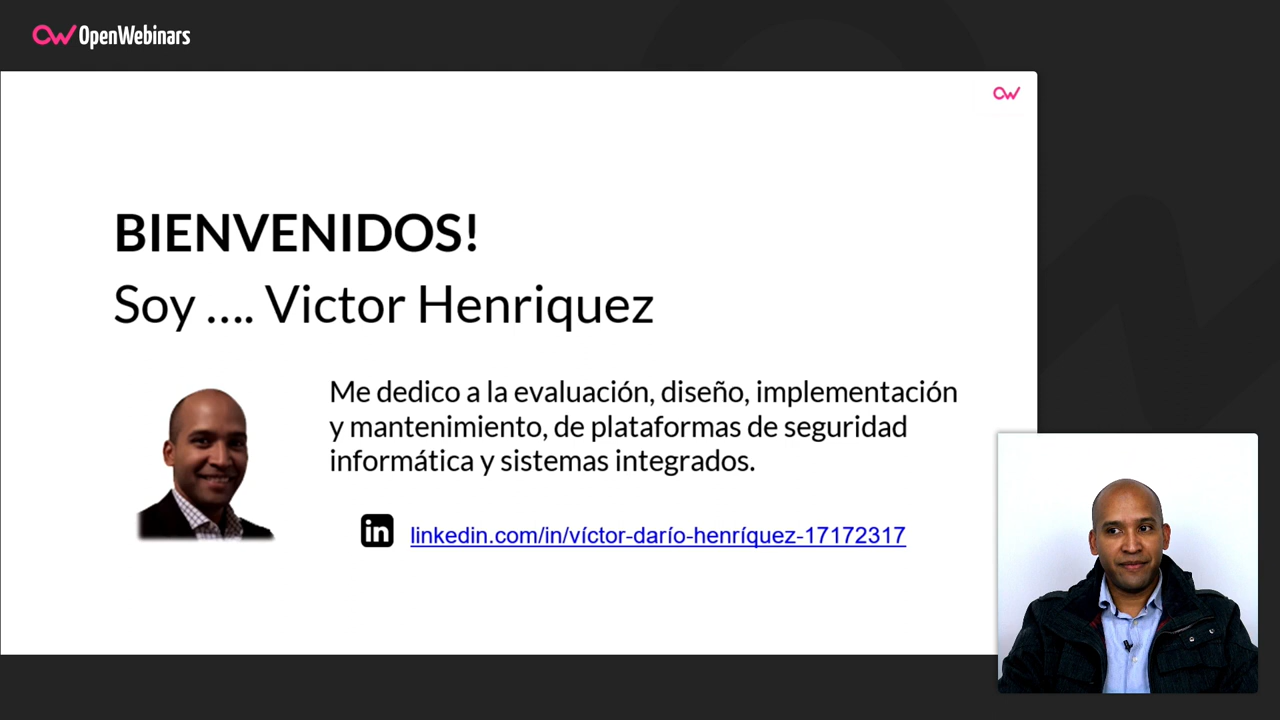 OpenWebinars
BIENVENIDOS!
Soy .... Victor Henriquez
Me dedico a la evaluación, diseño, implementación
y mantenimiento, de plataformas de seguridad
informática y sistemas integrados.
in
linkedin.com/in/víctor-darío-henríquez-17172317